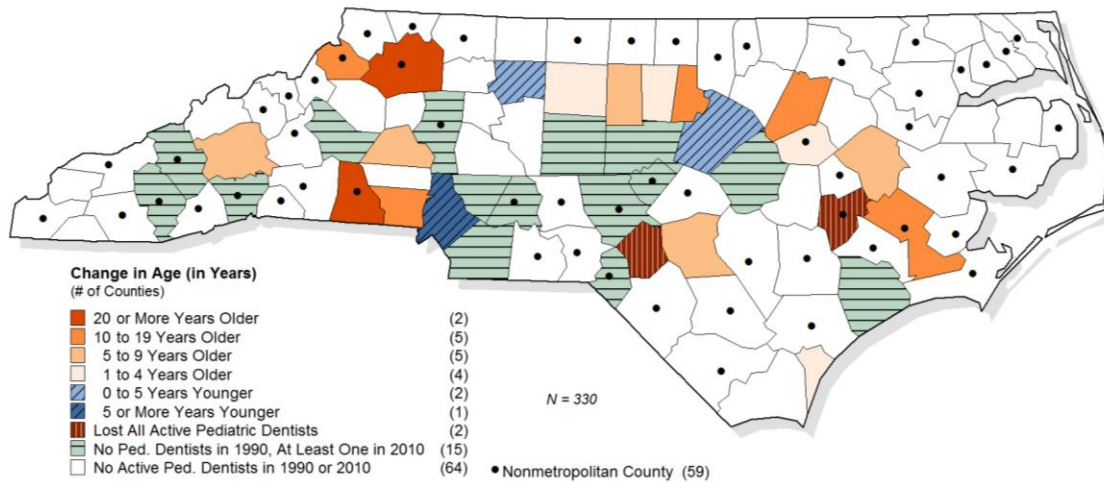 Change in Age (in Years)
(# of Counties)
20 or More Years Older (2)
10 to 19 Years Older (5)
5 to 9 Years Older (5)
1 to 4 Years Older (4)
0 to 5 Years Younger (2)
5 or More Years Younger (1)
Lost All Active Pediatric Dentists (2)
No Ped. Dentists in 1990, At Least One in 2010 (15)
No Active Ped. Dentists in 1990 or 2010 (64)
N = 330
Nonmetropolitan County (59)